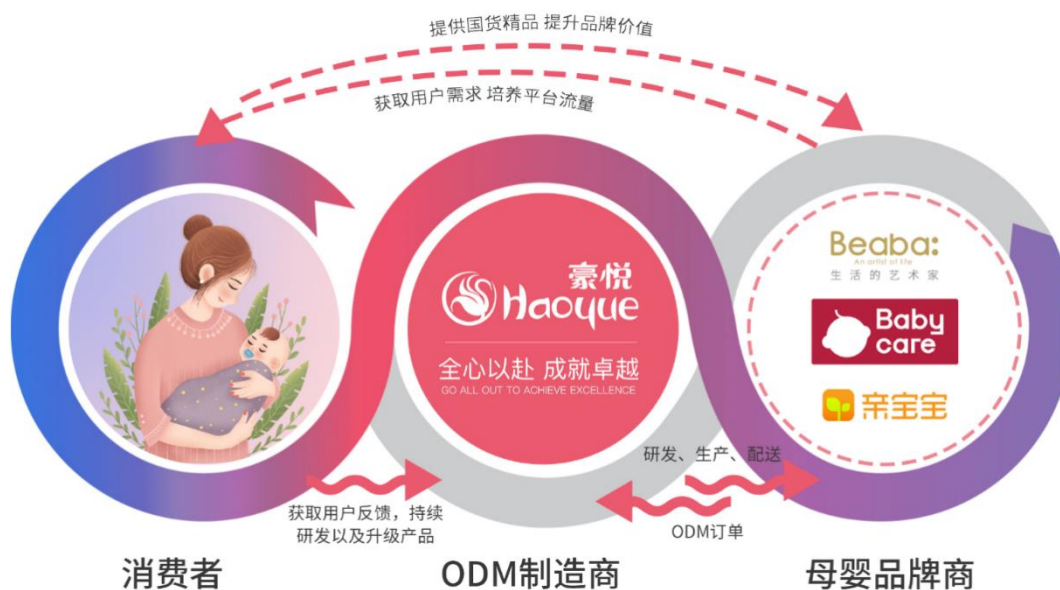 提供国货精品 提升品牌价值
获取用户需求 培养平台流量
豪悦
Haoyue
全心以赴 成就卓越
GO ALL OUT TO ACHIEVE EXCELLENCE
Beaba:
An artist of life
生活的艺术家
Baby
care
亲宝宝
研发、生产、配送
获取用户反馈，持续
研发以及升级产品
ODM订单
消费者
ODM制造商
母婴品牌商